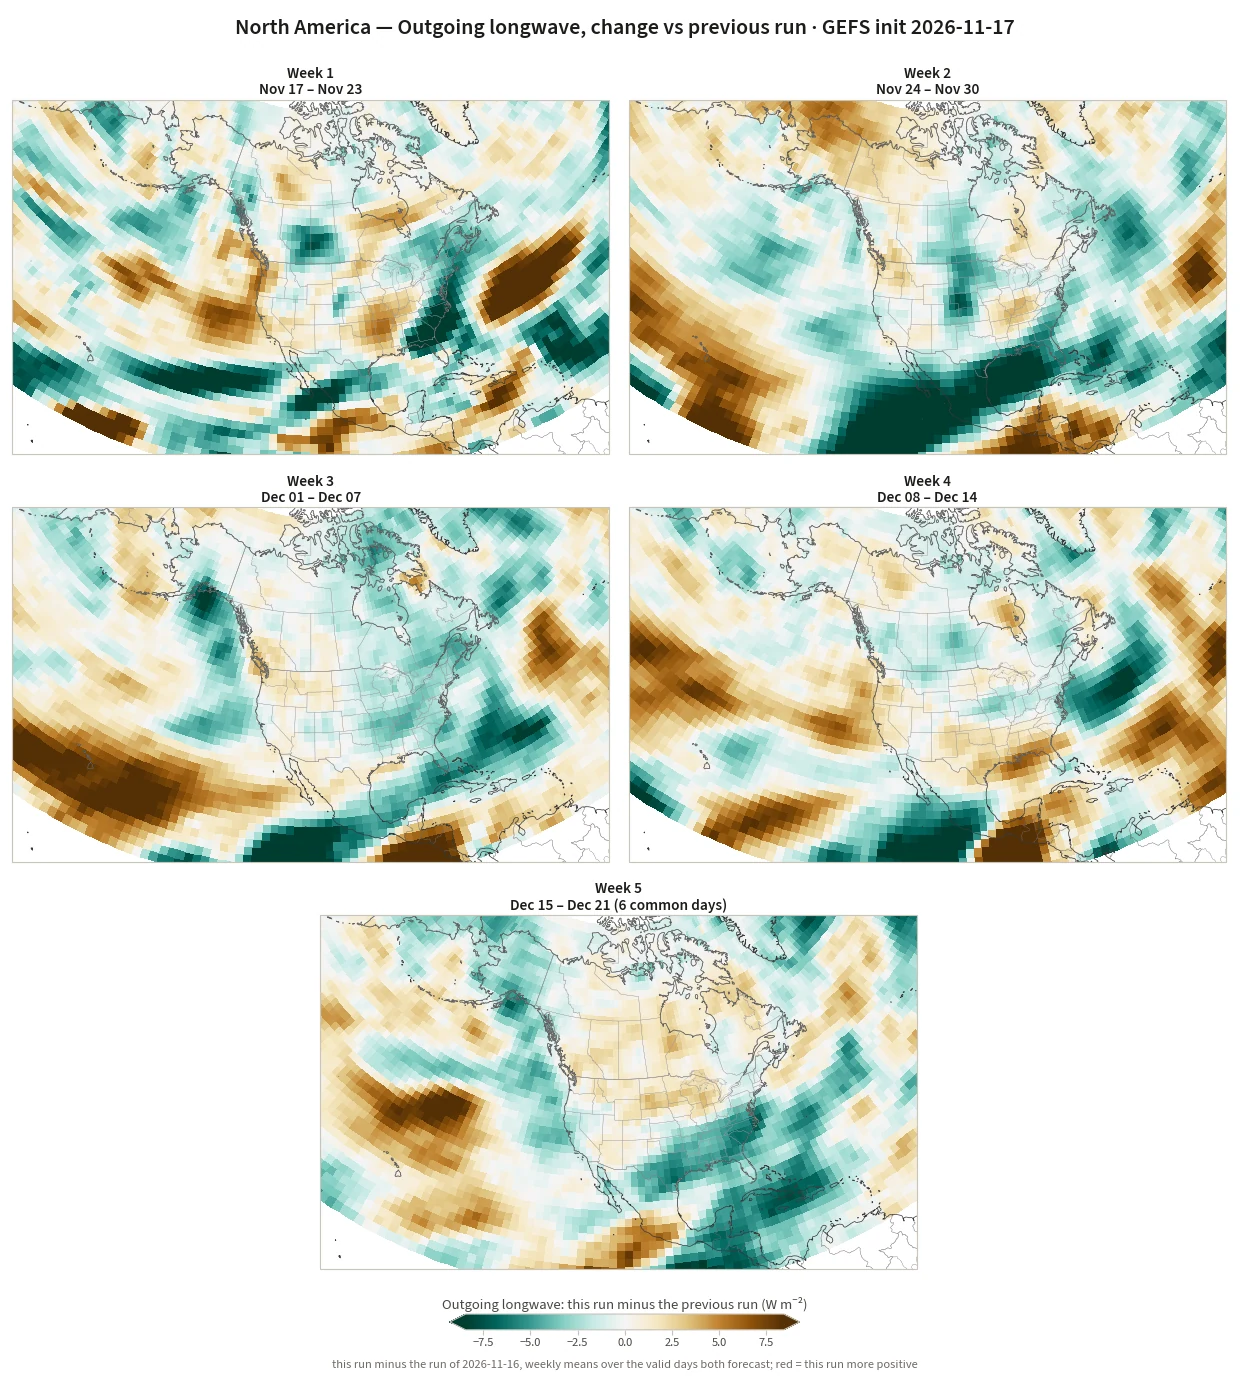 North America — Outgoing longwave, change vs previous run · GEFS init 2026-11-17
Week 1
Nov 17 – Nov 23
Week 2
Nov 24 – Nov 30
Week 3
Dec 01 – Dec 07
Week 4
Dec 08 – Dec 14
Week 5
Dec 15 – Dec 21 (6 common days)
Outgoing longwave: this run minus the previous run (W m⁻²)
−7.5 −5.0 −2.5 0.0 2.5 5.0 7.5
this run minus the run of 2026-11-16, weekly means over the valid days both forecast; red = this run more positive